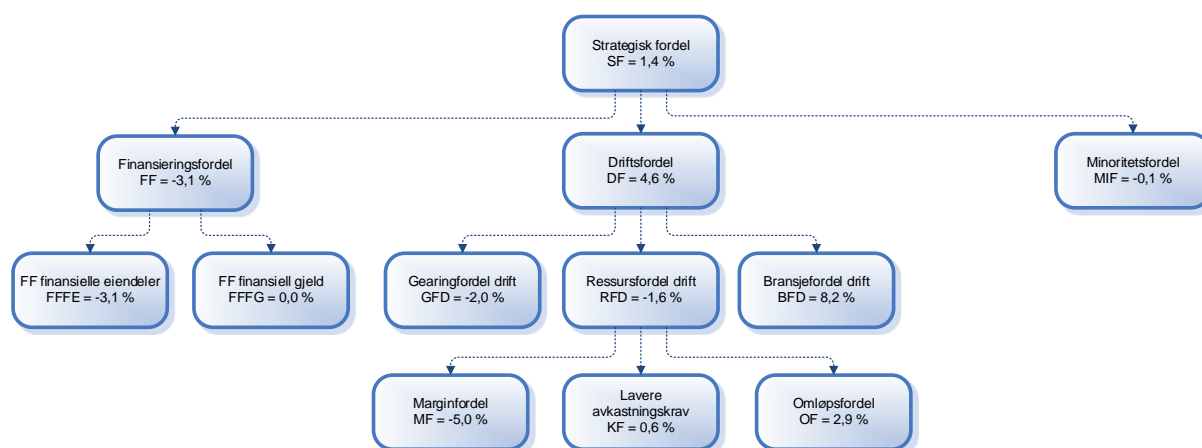 Strategisk fordel
SF = 1,4 %
Finansieringsfordel
FF = -3,1 %
Driftsfordel
DF = 4,6 %
Minoritetsfordel
MIF = -0,1 %
FF finansielle eiendeler
FFFE = -3,1 %
FF finansiell gjeld
FFFG = 0,0 %
Gearingfordel drift
GFD = -2,0 %
Ressursfordel drift
RFD = -1,6 %
Bransjefordel drift
BFD = 8,2 %
Marginfordel
MF = -5,0 %
Lavere
avkastningskrav
KF = 0,6 %
Omløpsfordel
OF = 2,9 %